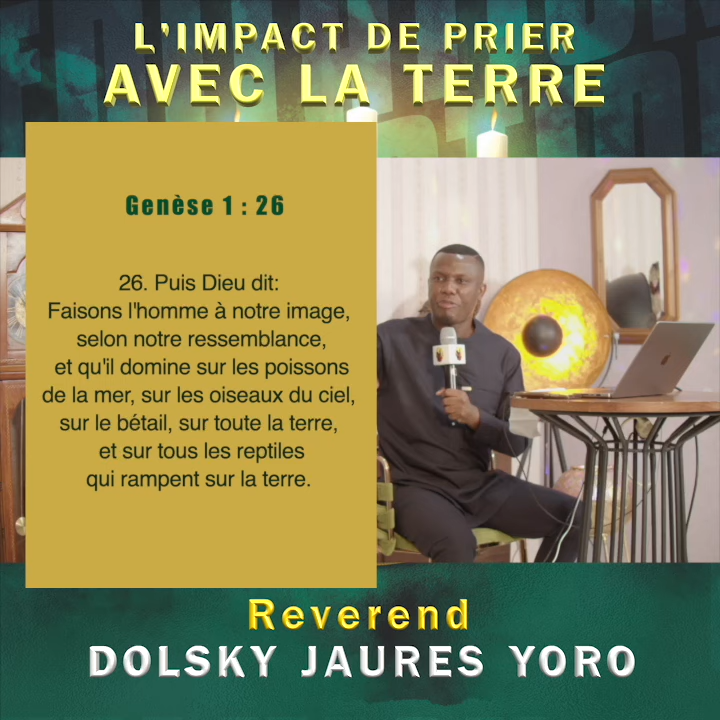 L'IMPACT DE PRIER
AVEC LA TERRE
Genèse 1 : 26
26. Puis Dieu dit:
Faisons l'homme à notre image,
selon notre ressemblance,
et qu'il domine sur les poissons
de la mer, sur les oiseaux du ciel,
sur le bétail, sur toute la terre,
et sur tous les reptiles
qui rampent sur la terre.
Reverend
DOLSKY JAURES YORO